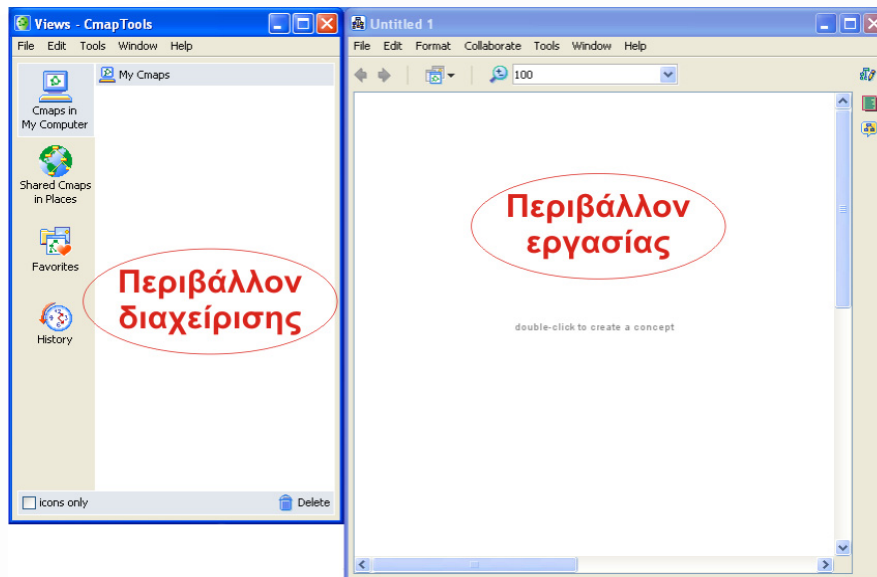 Views - CmapTools
File Edit Tools Window Help
Cmaps in
My Computer
My Cmaps
Shared Cmaps
in Places
Favorites
History
Περιβάλλον
διαχείρισης
icons only
Delete
Untitled 1
File Edit Format Collaborate Tools Window Help
100
Περιβάλλον
εργασίας
double-click to create a concept